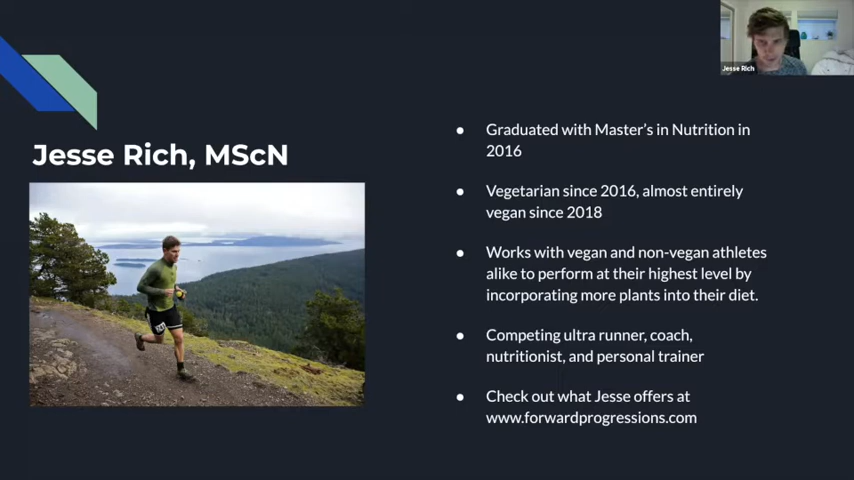 Jesse Rich
Jesse Rich, MScN
● Graduated with Master's in Nutrition in
2016
● Vegetarian since 2016, almost entirely
vegan since 2018
● Works with vegan and non-vegan athletes
alike to perform at their highest level by
incorporating more plants into their diet.
● Competing ultra runner, coach,
nutritionist, and personal trainer
● Check out what Jesse offers at
www.forwardprogressions.com